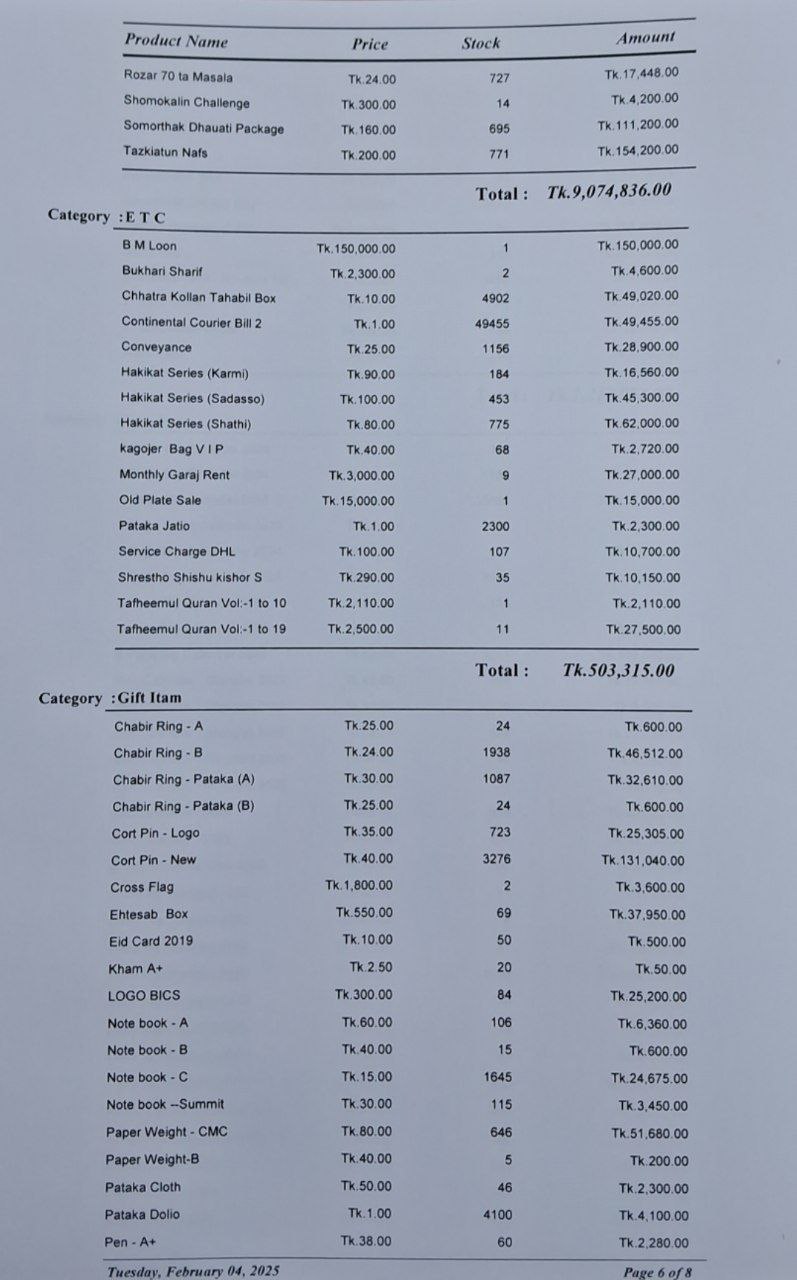 Product Name Price Stock Amount
Rozar 70 ta Masala Tk.24.00 727 Tk.17,448.00
Shomokalin Challenge Tk.300.00 14 Tk.4,200.00
Somorthak Dhauati Package Tk.160.00 695 Tk.111,200.00
Tazkiatun Nafs Tk.200.00 771 Tk.154,200.00
Total : Tk.9,074,836.00
Category :E T C
B M Loon Tk.150,000.00 1 Tk.150,000.00
Bukhari Sharif Tk.2,300.00 2 Tk.4,600.00
Chhatra Kollan Tahabil Box Tk.10.00 4902 Tk.49,020.00
Continental Courier Bill 2 Tk.1.00 49455 Tk.49,455.00
Conveyance Tk.25.00 1156 Tk.28,900.00
Hakikat Series (Karmi) Tk.90.00 184 Tk.16,560.00
Hakikat Series (Sadasso) Tk.100.00 453 Tk.45,300.00
Hakikat Series (Shathi) Tk.80.00 775 Tk.62,000.00
kagojer Bag V I P Tk.40.00 68 Tk.2,720.00
Monthly Garaj Rent Tk.3,000.00 9 Tk.27,000.00
Old Plate Sale Tk.15,000.00 1 Tk.15,000.00
Pataka Jatio Tk.1.00 2300 Tk.2,300.00
Service Charge DHL Tk.100.00 107 Tk.10,700.00
Shrestho Shishu kishor S Tk.290.00 35 Tk.10,150.00
Tafheemul Quran Vol:-1 to 10 Tk.2,110.00 1 Tk.2,110.00
Tafheemul Quran Vol:-1 to 19 Tk.2,500.00 11 Tk.27,500.00
Total : Tk.503,315.00
Category :Gift Itam
Chabir Ring - A Tk.25.00 24 Tk.600.00
Chabir Ring - B Tk.24.00 1938 Tk.46,512.00
Chabir Ring - Pataka (A) Tk.30.00 1087 Tk.32,610.00
Chabir Ring - Pataka (B) Tk.25.00 24 Tk.600.00
Cort Pin - Logo Tk.35.00 723 Tk.25,305.00
Cort Pin - New Tk.40.00 3276 Tk.131,040.00
Cross Flag Tk.1,800.00 2 Tk.3,600.00
Ehtesab Box Tk.550.00 69 Tk.37,950.00
Eid Card 2019 Tk.10.00 50 Tk.500.00
Kham A+ Tk.2.50 20 Tk.50.00
LOGO BICS Tk.300.00 84 Tk.25,200.00
Note book - A Tk.60.00 106 Tk.6,360.00
Note book - B Tk.40.00 15 Tk.600.00
Note book - C Tk.15.00 1645 Tk.24,675.00
Note book --Summit Tk.30.00 115 Tk.3,450.00
Paper Weight - CMC Tk.80.00 646 Tk.51,680.00
Paper Weight-B Tk.40.00 5 Tk.200.00
Pataka Cloth Tk.50.00 46 Tk.2,300.00
Pataka Dolio Tk.1.00 4100 Tk.4,100.00
Pen - A+ Tk.38.00 60 Tk.2,280.00
Tuesday, February 04, 2025 Page 6 of 8